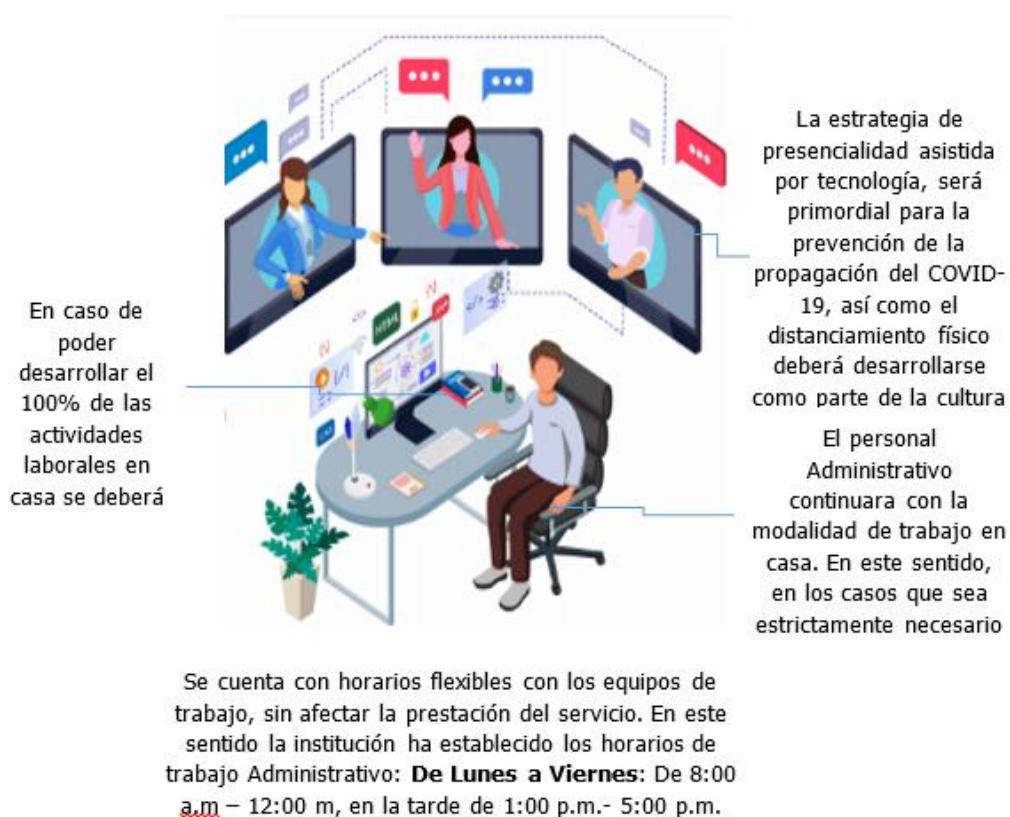 En caso de
poder
desarrollar el
100% de las
actividades
laborales en
casa se deberá
HTML
La estrategia de
presencialidad asistida
por tecnología, será
primordial para la
prevención de la
propagación del COVID-
19, así como el
distanciamiento físico
deberá desarrollarse
como parte de la cultura
El personal
Administrativo
continuara con la
modalidad de trabajo en
casa. En este sentido,
en los casos que sea
estrictamente necesario
Se cuenta con horarios flexibles con los equipos de
trabajo, sin afectar la prestación del servicio. En este
sentido la institución ha establecido los horarios de
trabajo Administrativo: De Lunes a Viernes: De 8:00
a.m – 12:00 m, en la tarde de 1:00 p.m.- 5:00 p.m.